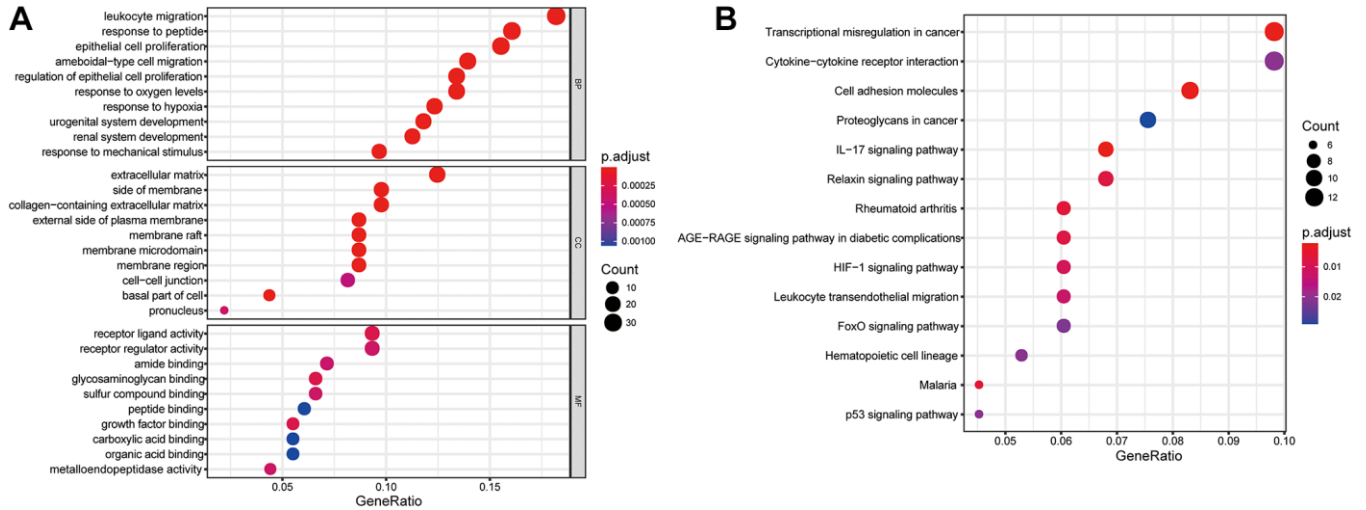 A
leukocyte migration
response to peptide
epithelial cell proliferation
ameboidal-type cell migration
regulation of epithelial cell proliferation
response to oxygen levels
response to hypoxia
urogenital system development
renal system development
response to mechanical stimulus
BP
extracellular matrix
side of membrane
collagen-containing extracellular matrix
external side of plasma membrane
membrane raft
membrane microdomain
membrane region
cell-cell junction
basal part of cell
pronucleus
CC
receptor ligand activity
receptor regulator activity
amide binding
glycosaminoglycan binding
sulfur compound binding
peptide binding
growth factor binding
carboxylic acid binding
organic acid binding
metalloendopeptidase activity
MF
0.05 0.10 0.15
GeneRatio
p.adjust
0.00025
0.00050
0.00075
0.00100
Count
10
20
30
B
Transcriptional misregulation in cancer
Cytokine-cytokine receptor interaction
Cell adhesion molecules
Proteoglycans in cancer
IL-17 signaling pathway
Relaxin signaling pathway
Rheumatoid arthritis
AGE-RAGE signaling pathway in diabetic complications
HIF-1 signaling pathway
Leukocyte transendothelial migration
FoxO signaling pathway
Hematopoietic cell lineage
Malaria
p53 signaling pathway
0.05 0.06 0.07 0.08 0.09 0.10
GeneRatio
Count
6
8
10
12
p.adjust
0.01
0.02